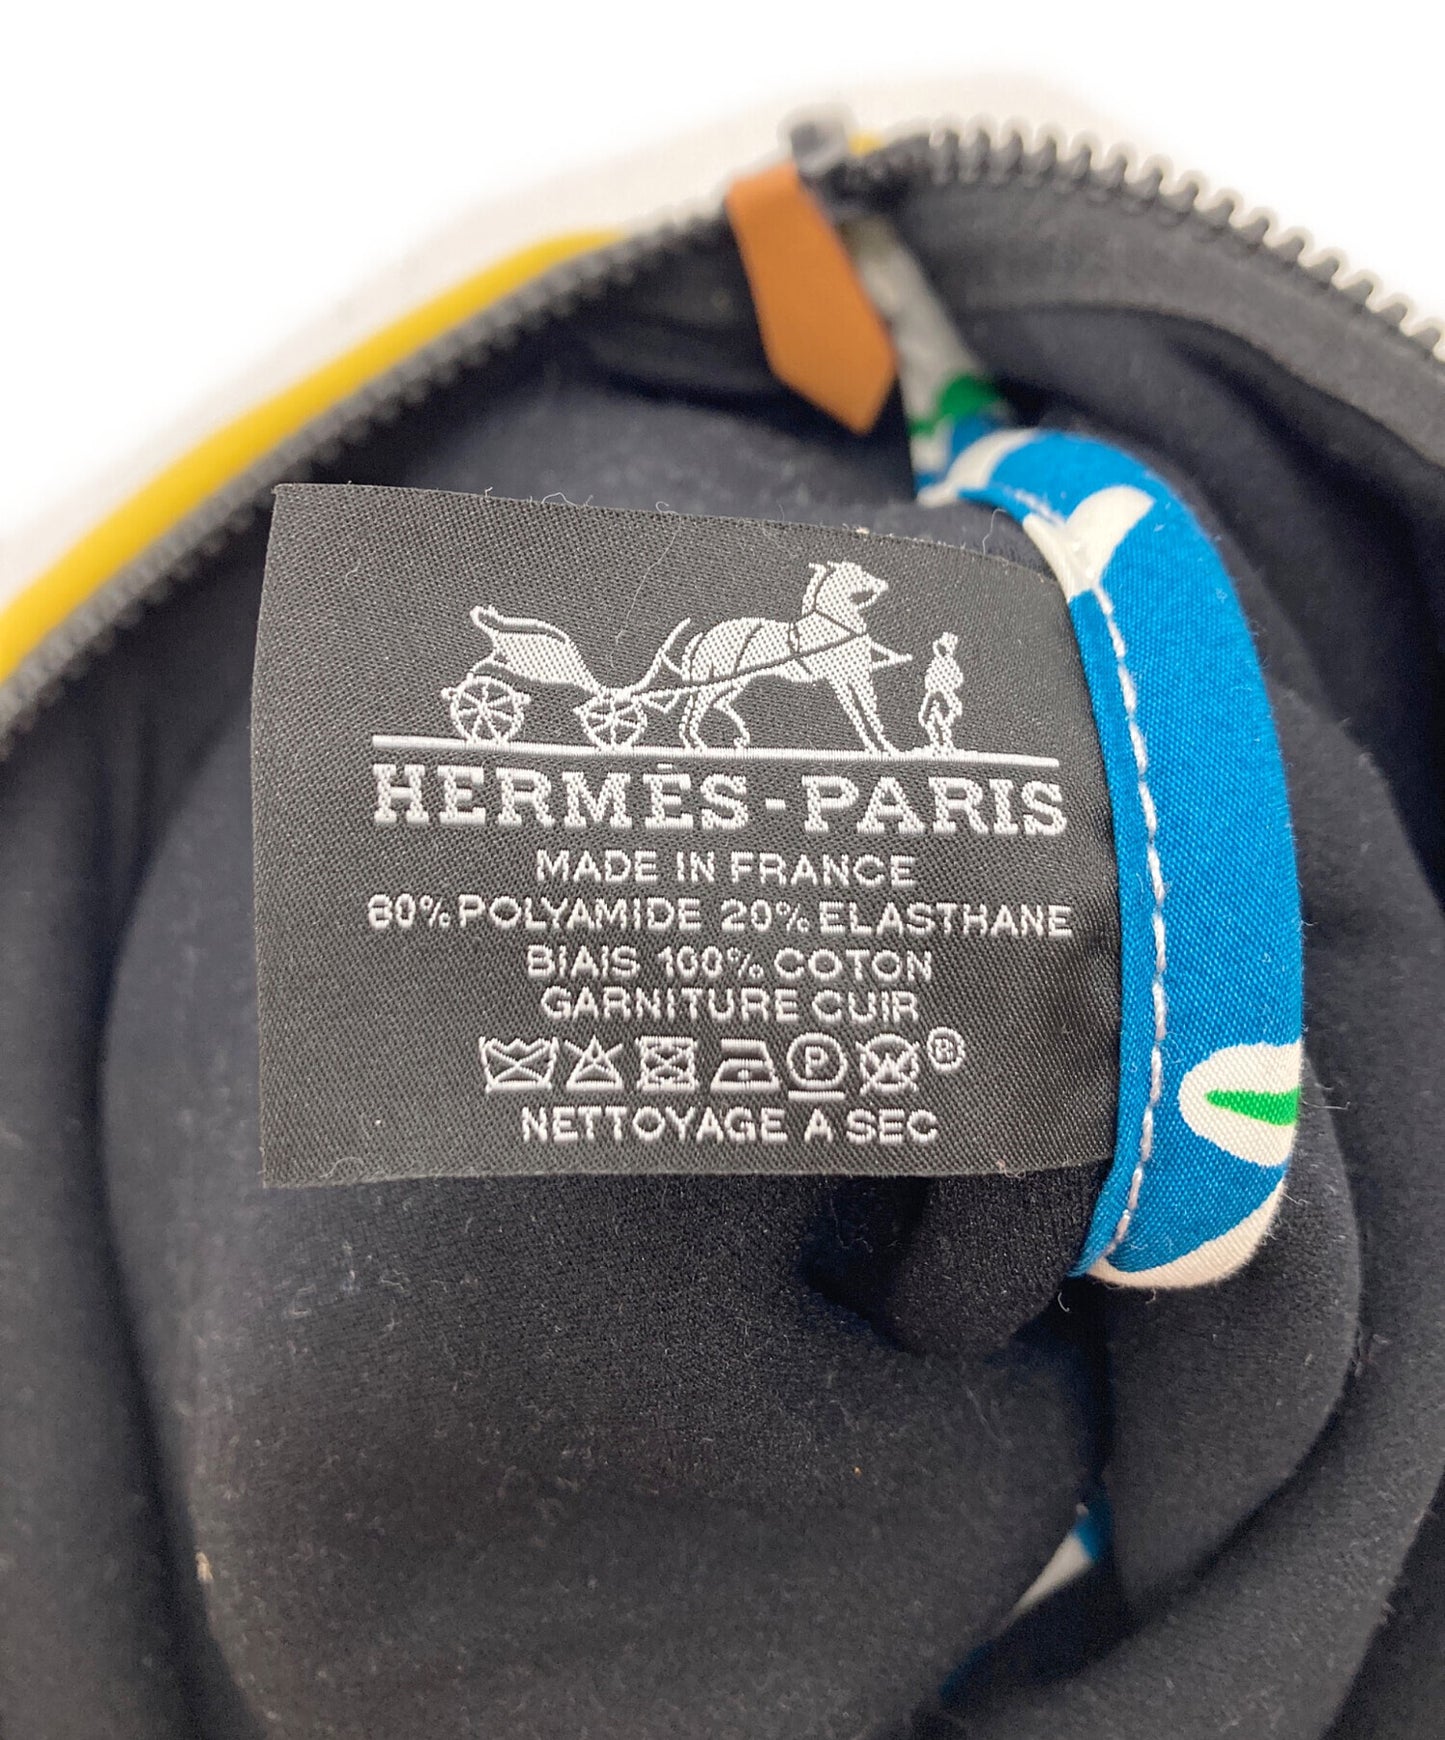 HERMÈS-PARIS
MADE IN FRANCE
80% POLYAMIDE 20% ELASTHANE
BIAIS 100% COTON
GARNITURE CUIR
P ®
NETTOYAGE A SEC